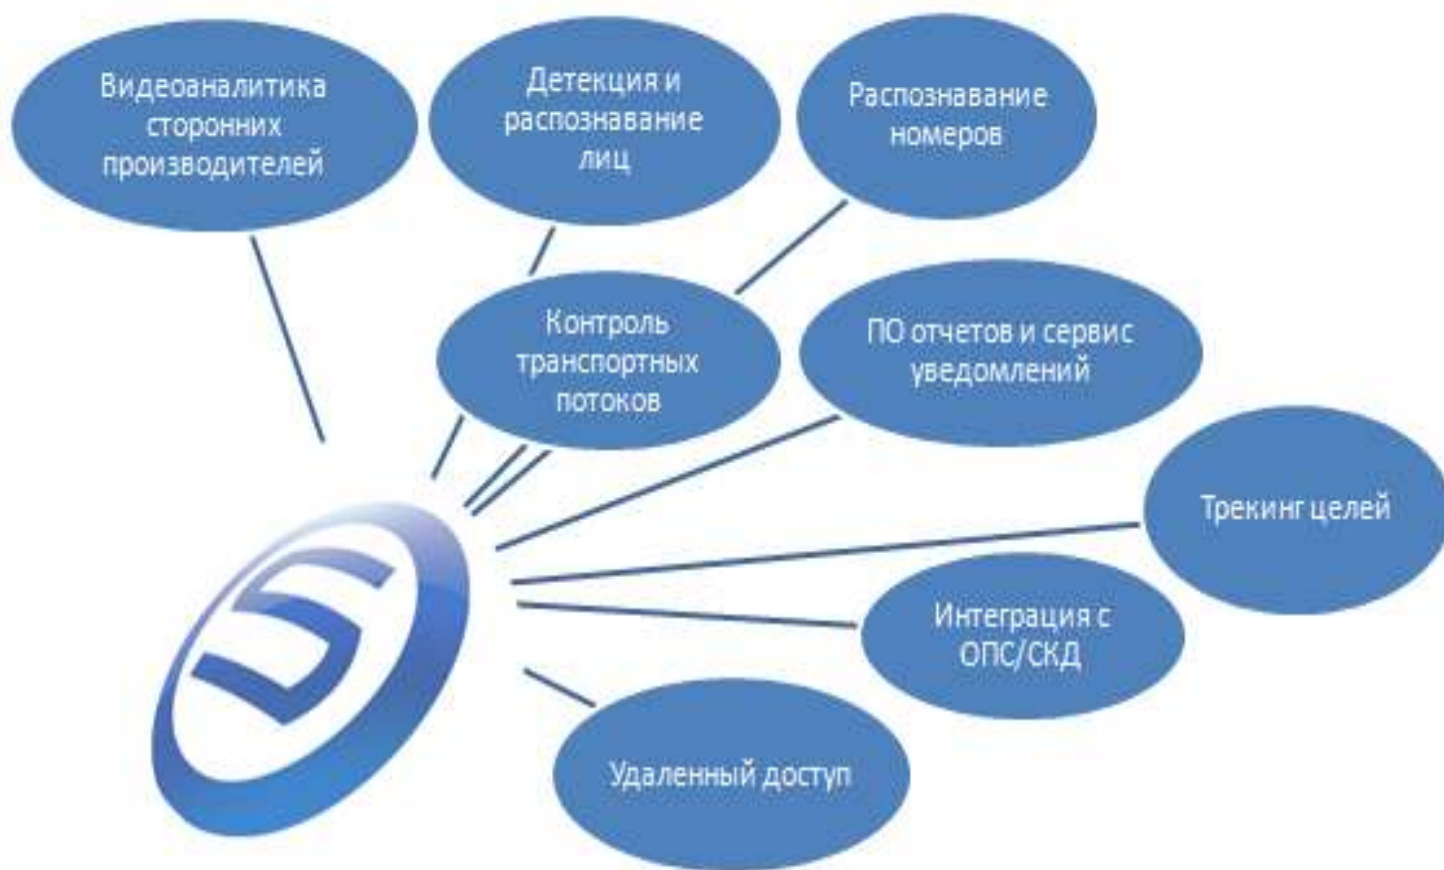 Видеоаналитика
сторонних
производителей
Детекция и
распознавание
лиц
Распознавание
номеров
Контроль
транспортных
потоков
ПО отчетов и сервис
уведомлений
Трекинг целей
Интеграция с
ОПС/СКД
Удаленный доступ